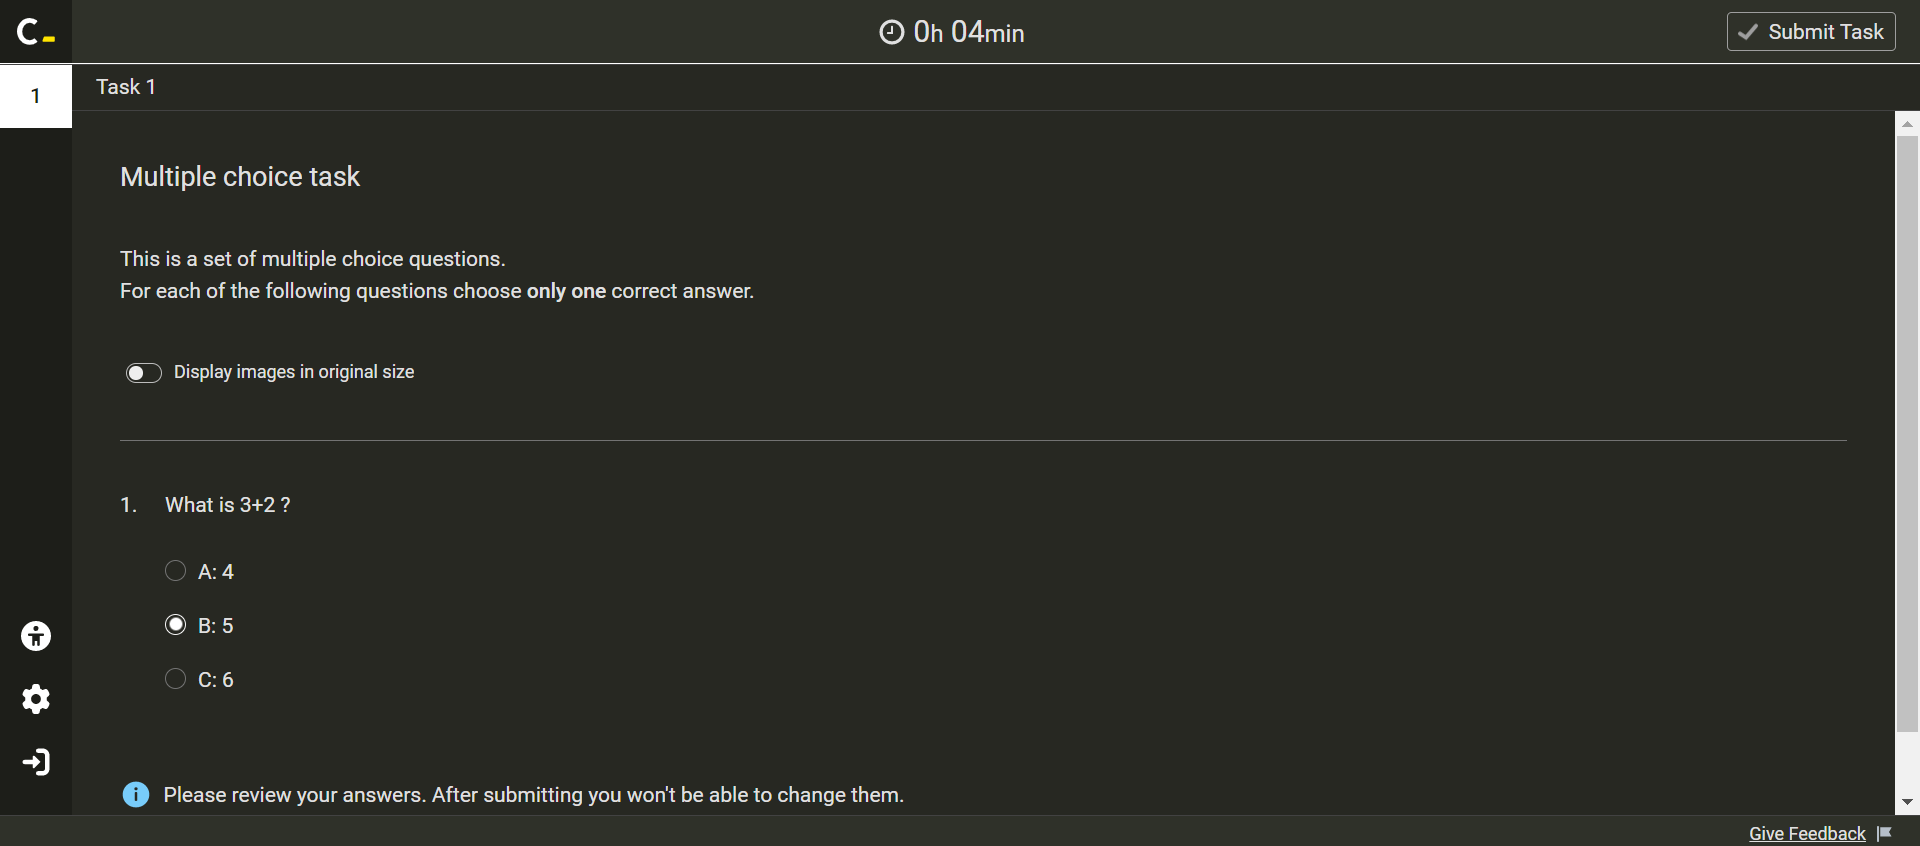 C_
0h 04min
Submit Task
1
Task 1
Multiple choice task
This is a set of multiple choice questions.
For each of the following questions choose only one correct answer.
Display images in original size
1. What is 3+2 ?
A: 4
B: 5
C: 6
Please review your answers. After submitting you won't be able to change them.
Give Feedback